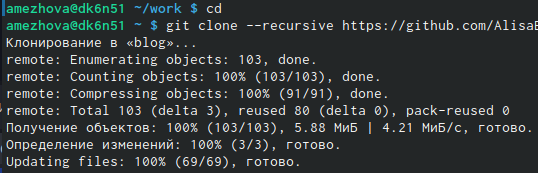 amezhova@dk6n51 ~/work $ cd
amezhova@dk6n51 ~ $ git clone --recursive https://github.com/Alisa
Клонирование в «blog»...
remote: Enumerating objects: 103, done.
remote: Counting objects: 100% (103/103), done.
remote: Compressing objects: 100% (91/91), done.
remote: Total 103 (delta 3), reused 80 (delta 0), pack-reused 0
Получение объектов: 100% (103/103), 5.88 МиБ | 4.21 МиБ/с, готово.
Определение изменений: 100% (3/3), готово.
Updating files: 100% (69/69), готово.